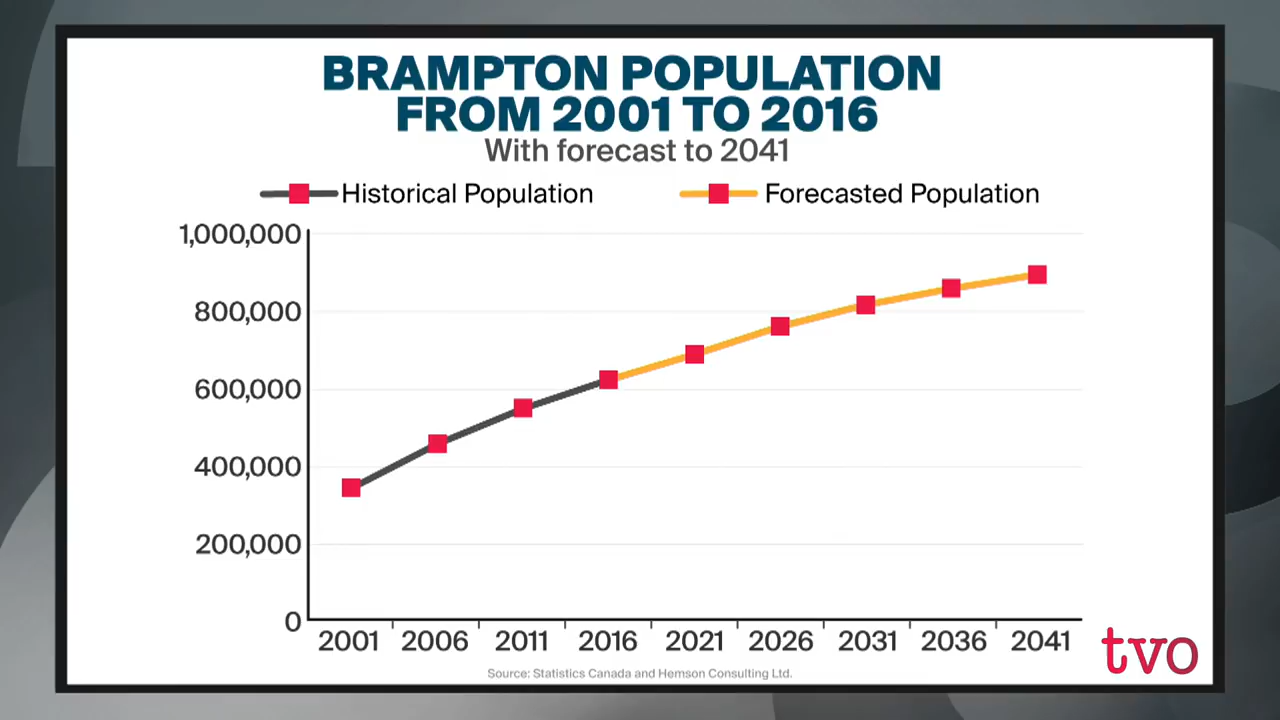 BRAMPTON POPULATION
FROM 2001 TO 2016
With forecast to 2041
Historical Population
Forecasted Population
1,000,000
800,000
600,000
400,000
200,000
0
2001 2006 2011 2016 2021 2026 2031 2036 2041
Source: Statistics Canada and Hemson Consulting Ltd.
tvo